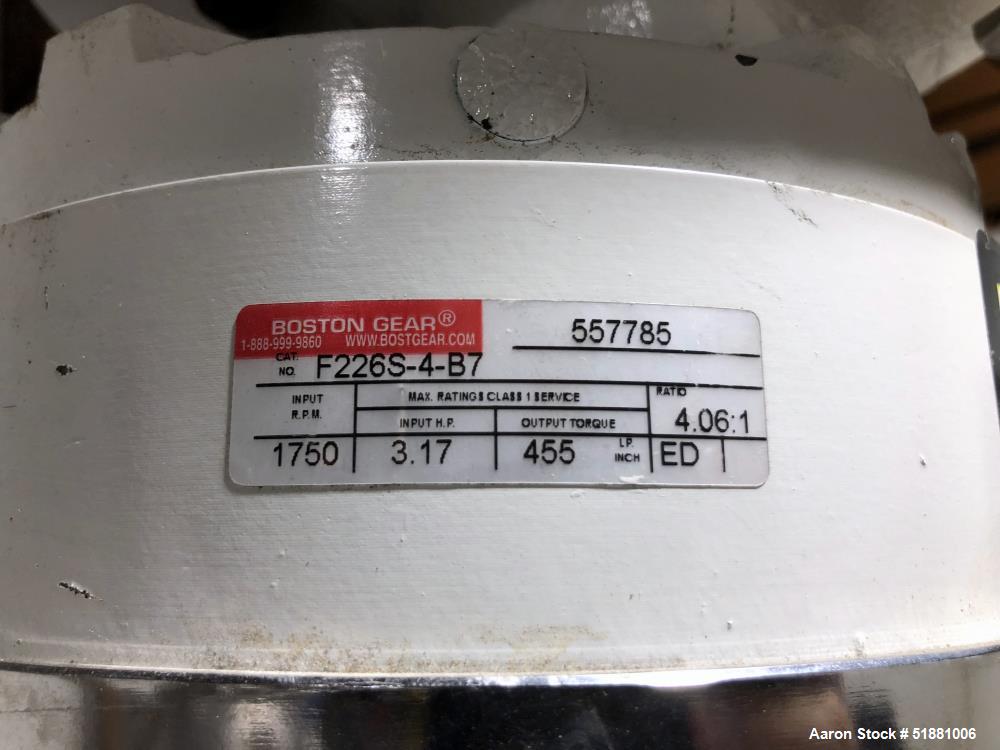 BOSTON GEAR®
1-888-999-9860 WWW.BOSTGEAR.COM
557785
CAT. NO. F226S-4-B7
INPUT R.P.M.
MAX. RATINGS CLASS 1 SERVICE
RATIO
INPUT H.P.
OUTPUT TORQUE
4.06:1
1750
3.17
455
LP. INCH
ED
Aaron Stock # 51881006